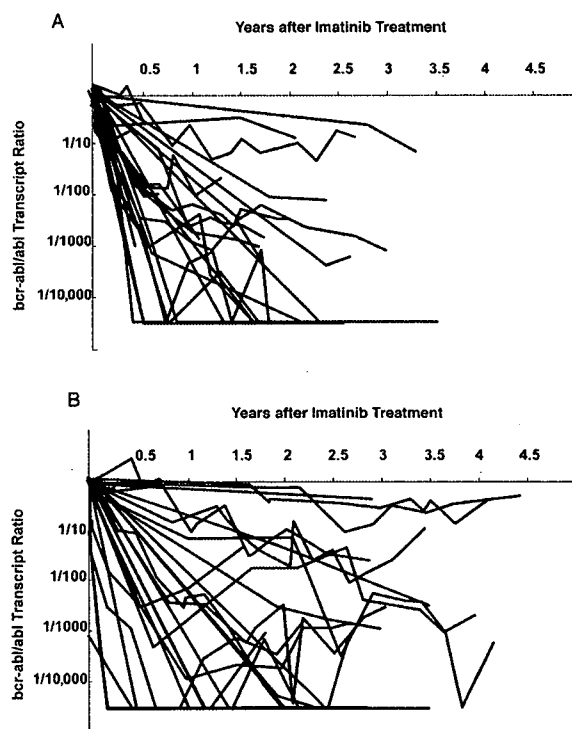 A
Years after Imatinib Treatment
0.5 1 1.5 2 2.5 3 3.5 4 4.5
bcr-abl/abl Transcript Ratio
1/10
1/100
1/1000
1/10,000
B
Years after Imatinib Treatment
0.5 1 1.5 2 2.5 3 3.5 4 4.5
bcr-abl/abl Transcript Ratio
1/10
1/100
1/1000
1/10,000